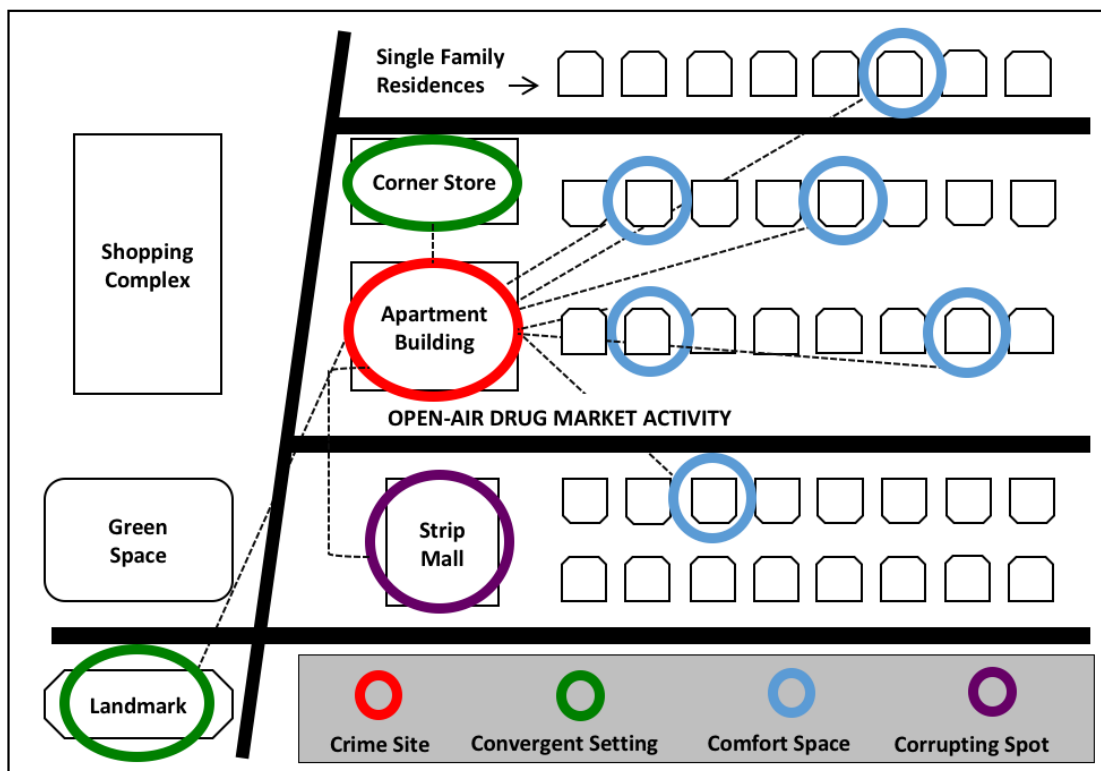 Single Family
Residences
Corner Store
Shopping
Complex
Apartment
Building
OPEN-AIR DRUG MARKET ACTIVITY
Green
Space
Strip
Mall
Landmark
Crime Site
Convergent Setting
Comfort Space
Corrupting Spot